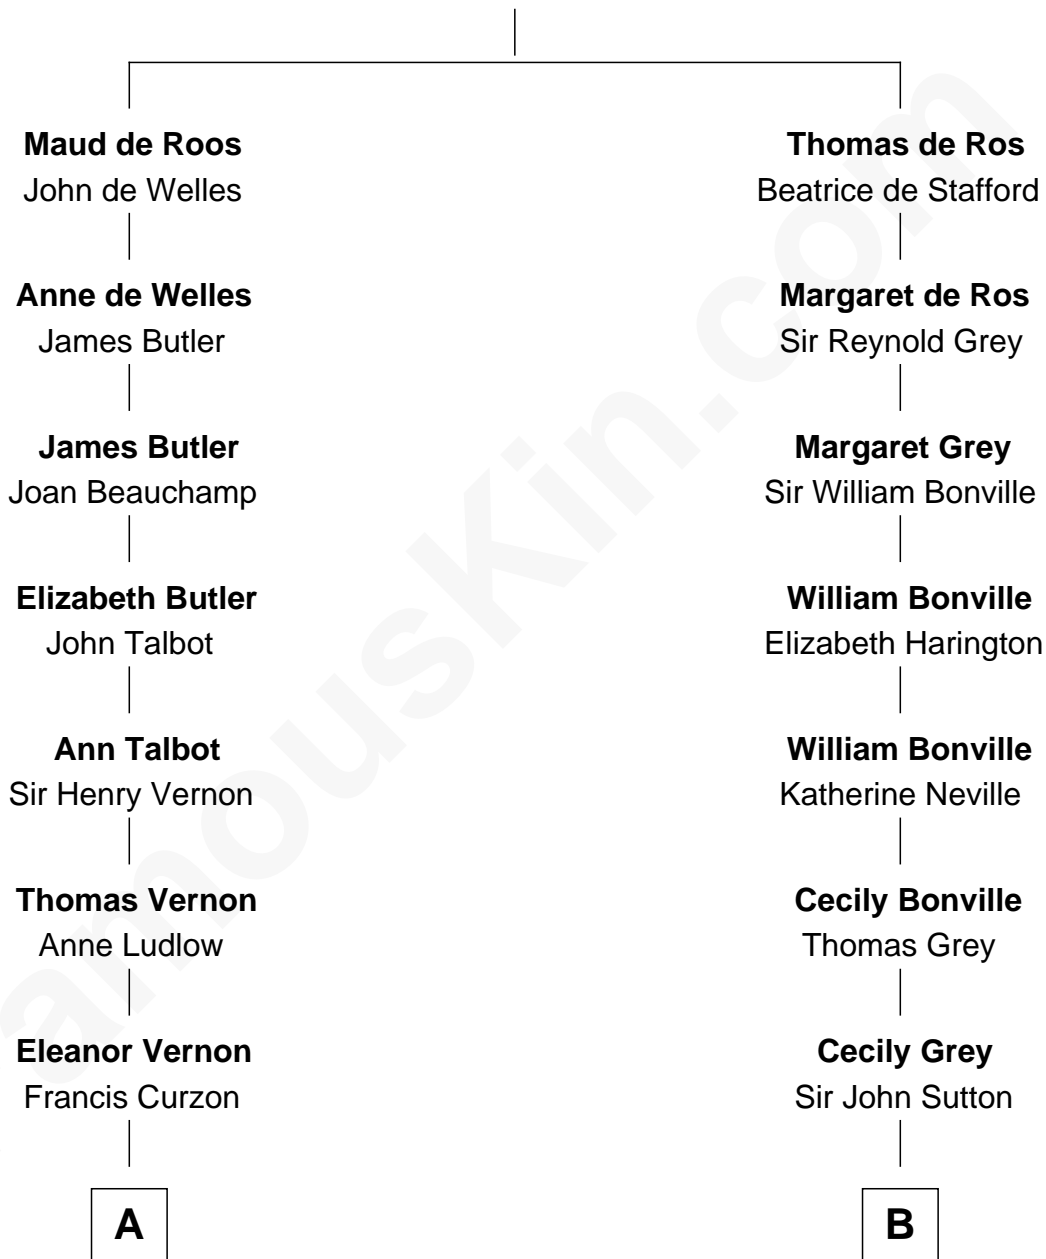 Maud de Roos
John de Welles
Thomas de Ros
Beatrice de Stafford
Anne de Welles
James Butler
Margaret de Ros
Sir Reynold Grey
James Butler
Joan Beauchamp
Margaret Grey
Sir William Bonville
Elizabeth Butler
John Talbot
William Bonville
Elizabeth Harington
Ann Talbot
Sir Henry Vernon
William Bonville
Katherine Neville
Thomas Vernon
Anne Ludlow
Cecily Bonville
Thomas Grey
Eleanor Vernon
Francis Curzon
Cecily Grey
Sir John Sutton
A
B
amousKin.com